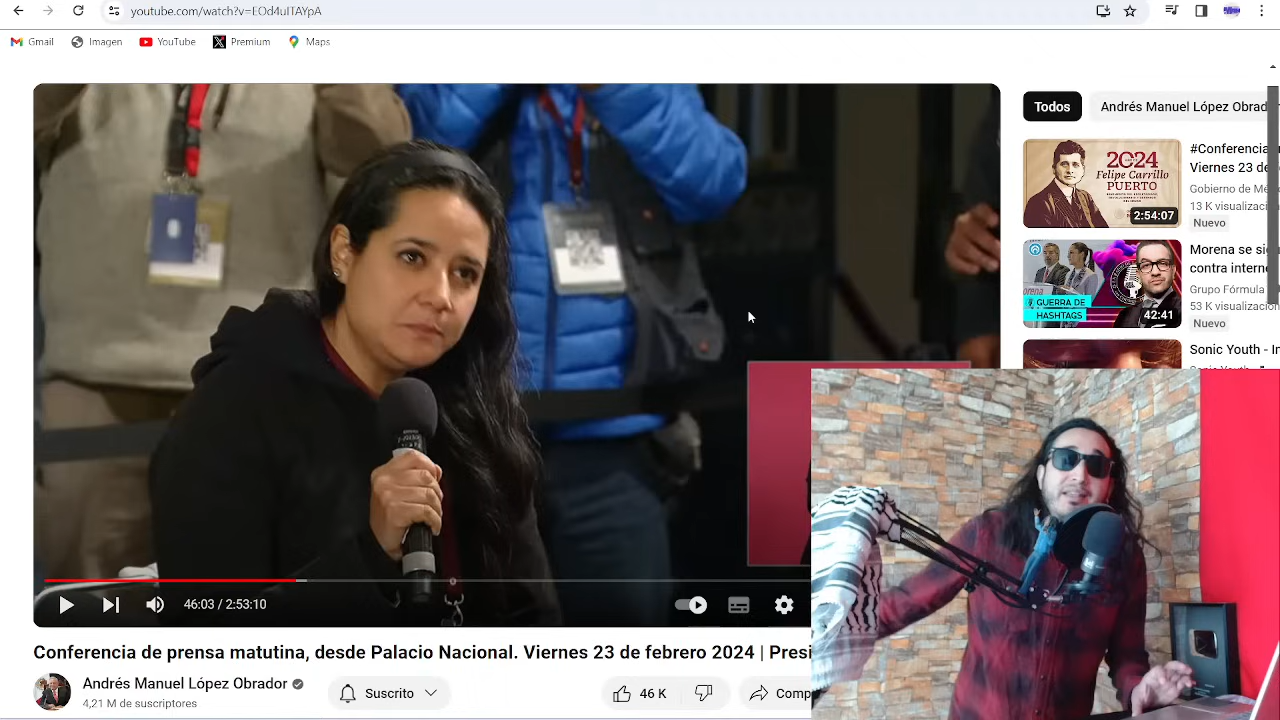 youtube.com/watch?v=EOd4uITAYpA
Gmail
Imagen
YouTube
Premium
Maps
Todos
Andrés Manuel López Obrad
2024
Felipe Carrillo
PUERTO
2:54:07
#Conferencia
Viernes 23 de
Gobierno de Mé
13 K visualizaci
Nuevo
GUERRA DE
HASHTAGS
42:41
Morena se si
contra interne
Grupo Fórmula
53 K visualizacion
Nuevo
Sonic Youth - In
46:03 / 2:53:10
Conferencia de prensa matutina, desde Palacio Nacional. Viernes 23 de febrero 2024 | Presi
Andrés Manuel López Obrador
4,21 M de suscriptores
Suscrito
46 K
Comp